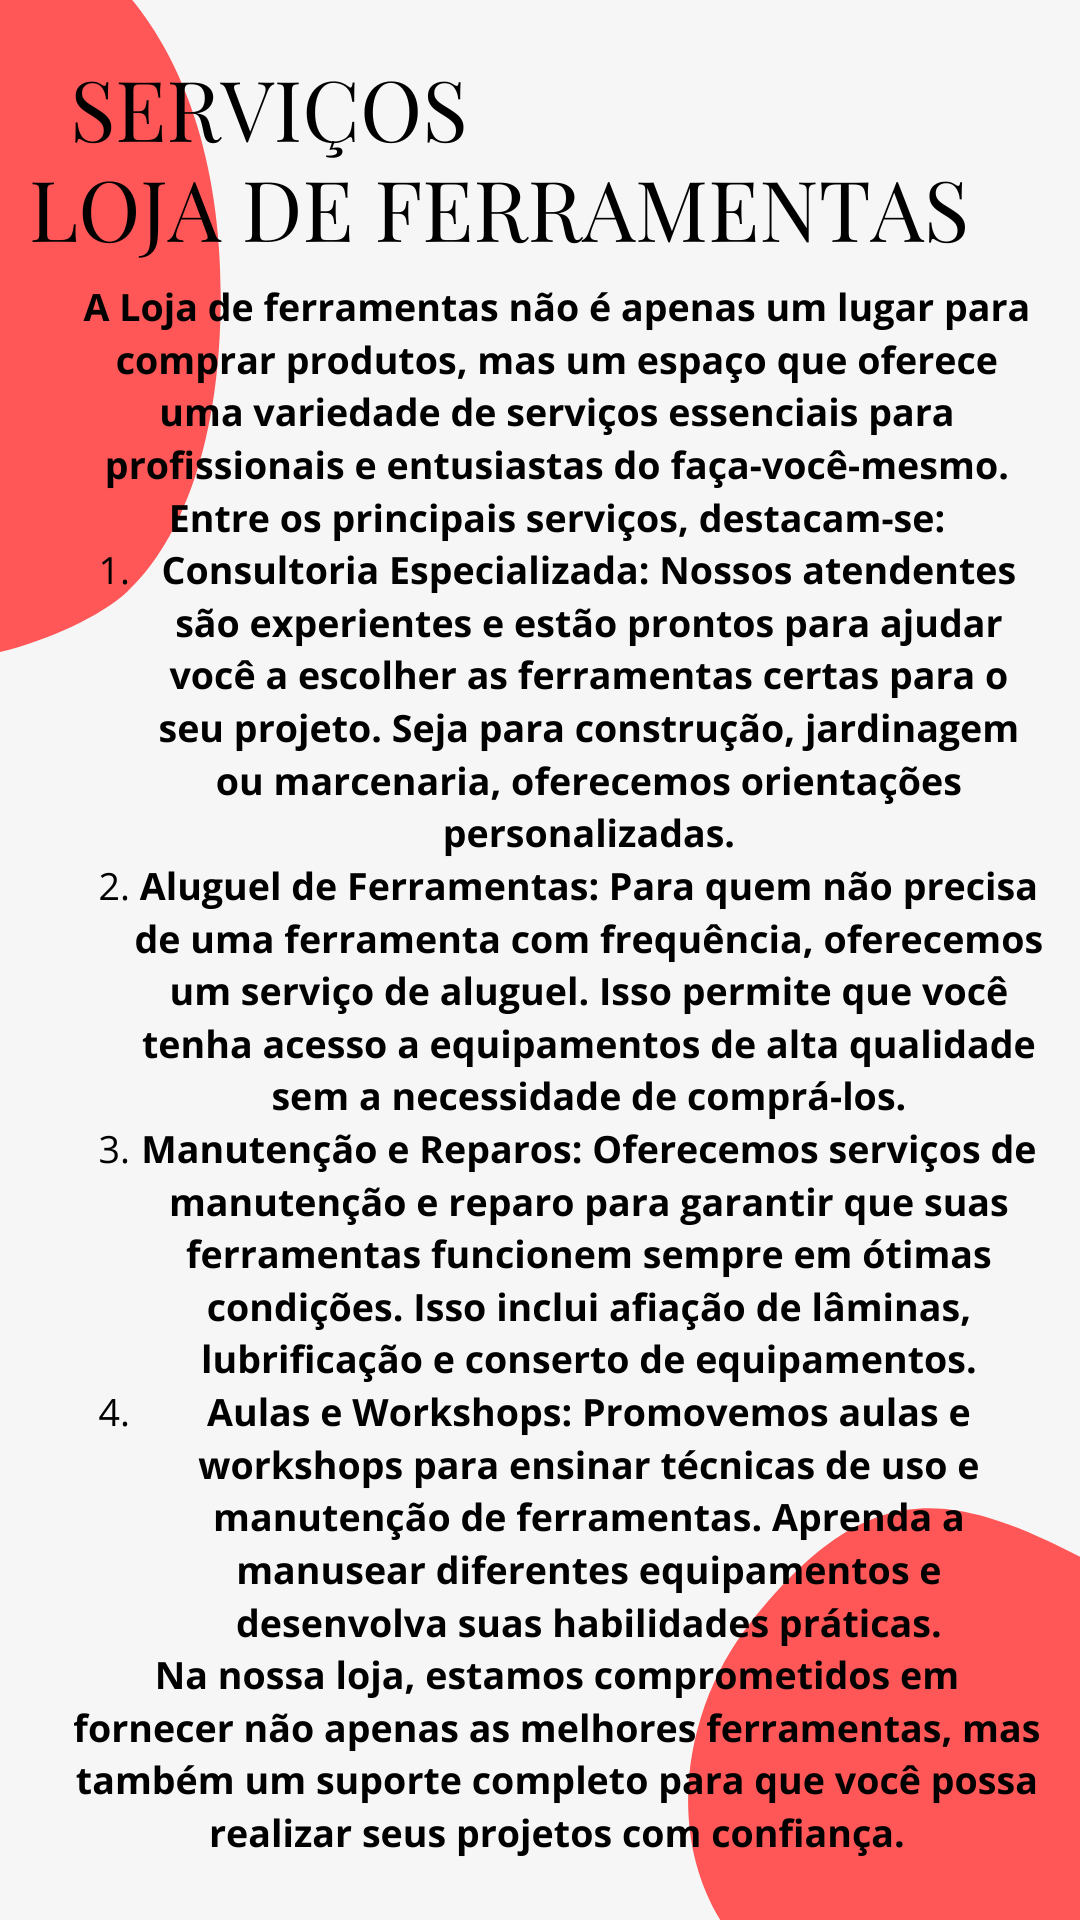 SERVIÇOS
LOJA DE FERRAMENTAS
A Loja de ferramentas não é apenas um lugar para
comprar produtos, mas um espaço que oferece
uma variedade de serviços essenciais para
profissionais e entusiastas do faça-você-mesmo.
Entre os principais serviços, destacam-se:
1. Consultoria Especializada: Nossos atendentes
são experientes e estão prontos para ajudar
você a escolher as ferramentas certas para o
seu projeto. Seja para construção, jardinagem
ou marcenaria, oferecemos orientações
personalizadas.
2. Aluguel de Ferramentas: Para quem não precisa
de uma ferramenta com frequência, oferecemos
um serviço de aluguel. Isso permite que você
tenha acesso a equipamentos de alta qualidade
sem a necessidade de comprá-los.
3. Manutenção e Reparos: Oferecemos serviços de
manutenção e reparo para garantir que suas
ferramentas funcionem sempre em ótimas
condições. Isso inclui afiação de lâminas,
lubrificação e conserto de equipamentos.
4. Aulas e Workshops: Promovemos aulas e
workshops para ensinar técnicas de uso e
manutenção de ferramentas. Aprenda a
manusear diferentes equipamentos e
desenvolva suas habilidades práticas.
Na nossa loja, estamos comprometidos em
fornecer não apenas as melhores ferramentas, mas
também um suporte completo para que você possa
realizar seus projetos com confiança.